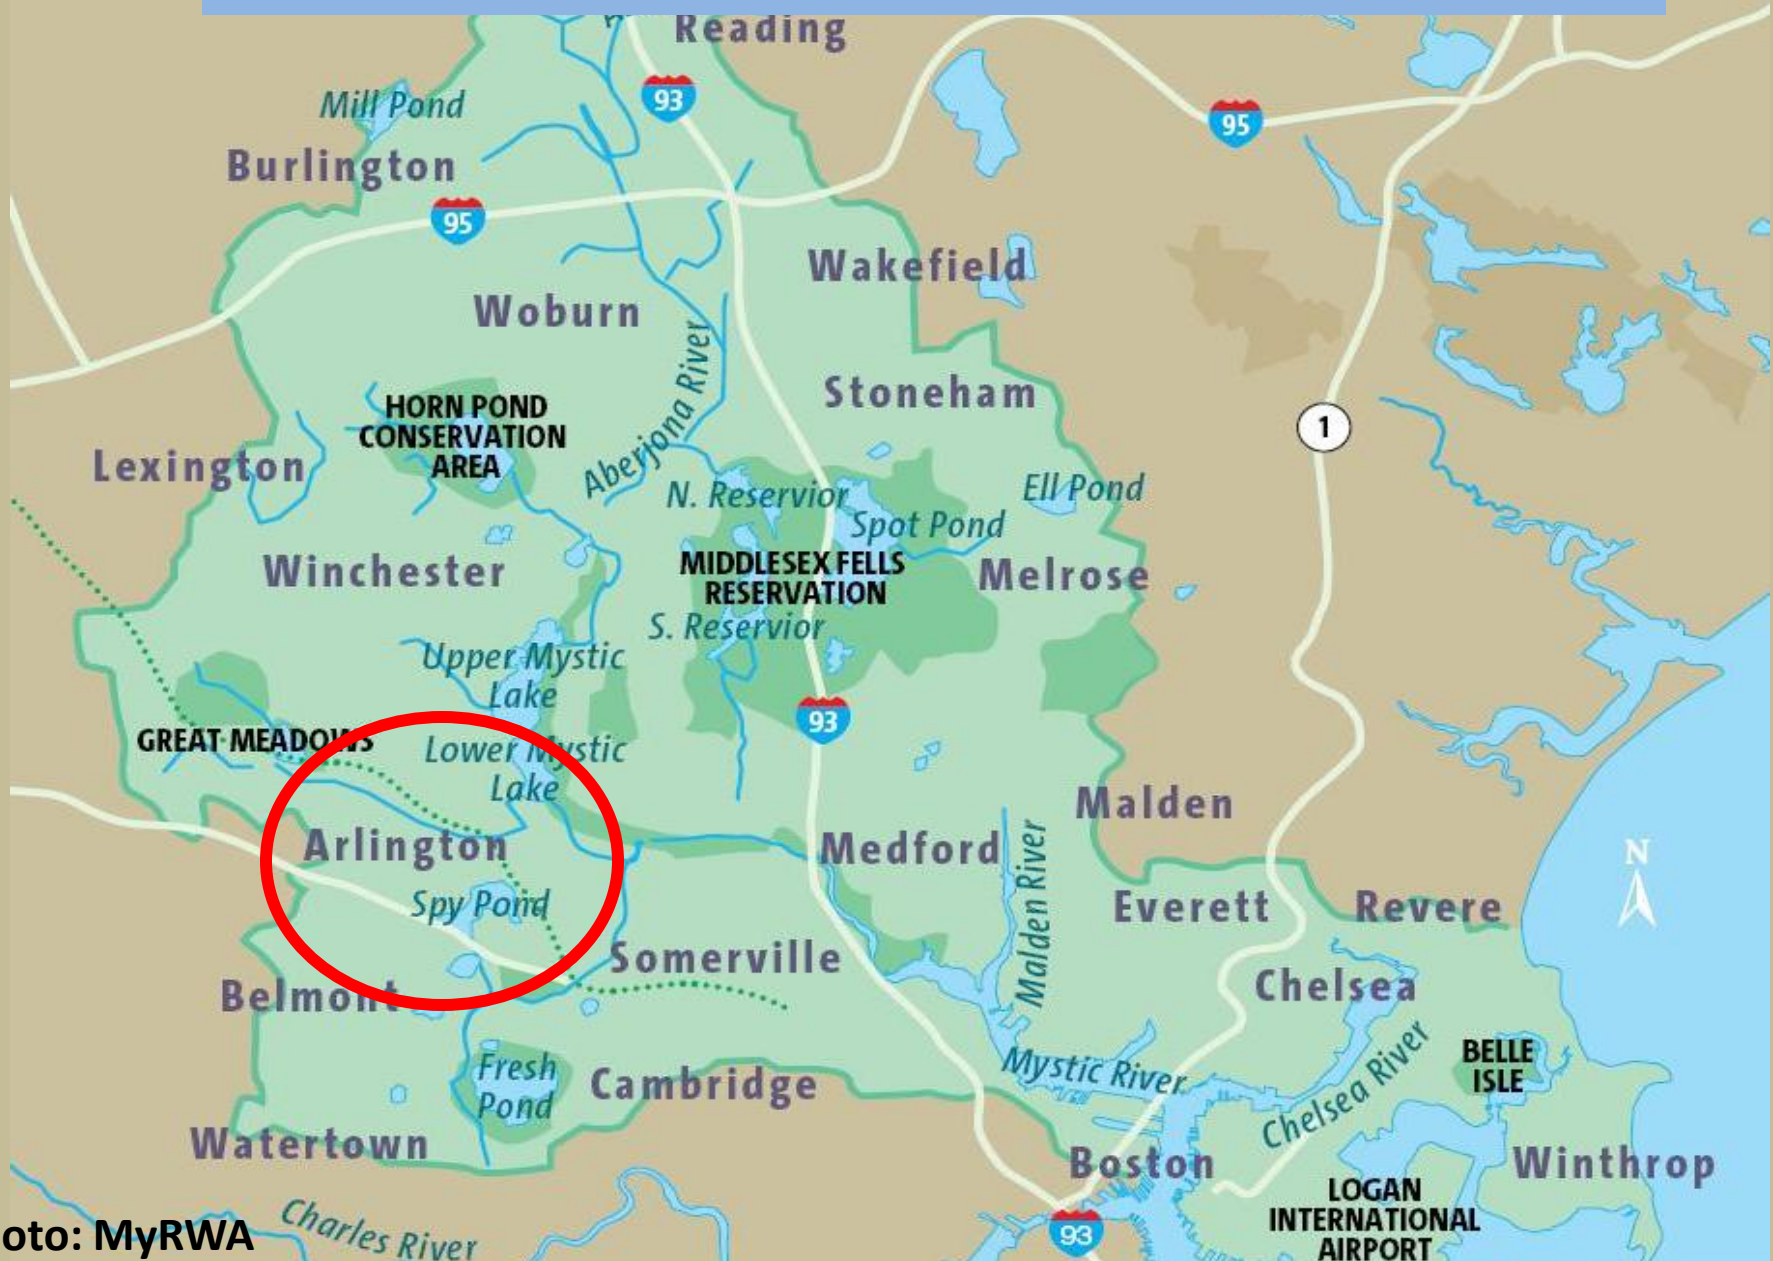 Reading
93
Mill Pond
95
Burlington
95
Wakefield
Woburn
Aberjona River
Stoneham
1
HORN POND
CONSERVATION
AREA
Lexington
N. Reservior
Ell Pond
Spot Pond
Winchester
MIDDLESEX FELLS
RESERVATION
Melrose
S. Reservior
Upper Mystic
Lake
93
GREAT MEADOWS
Lower Mystic
Lake
Malden
Arlington
Medford
Malden River
N
Spy Pond
Everett
Revere
Somerville
Belmont
Chelsea
Mystic River
Chelsea River
BELLE
ISLE
Fresh
Pond
Cambridge
Watertown
Boston
Winthrop
LOGAN
INTERNATIONAL
AIRPORT
Charles River
93
oto: MyRWA